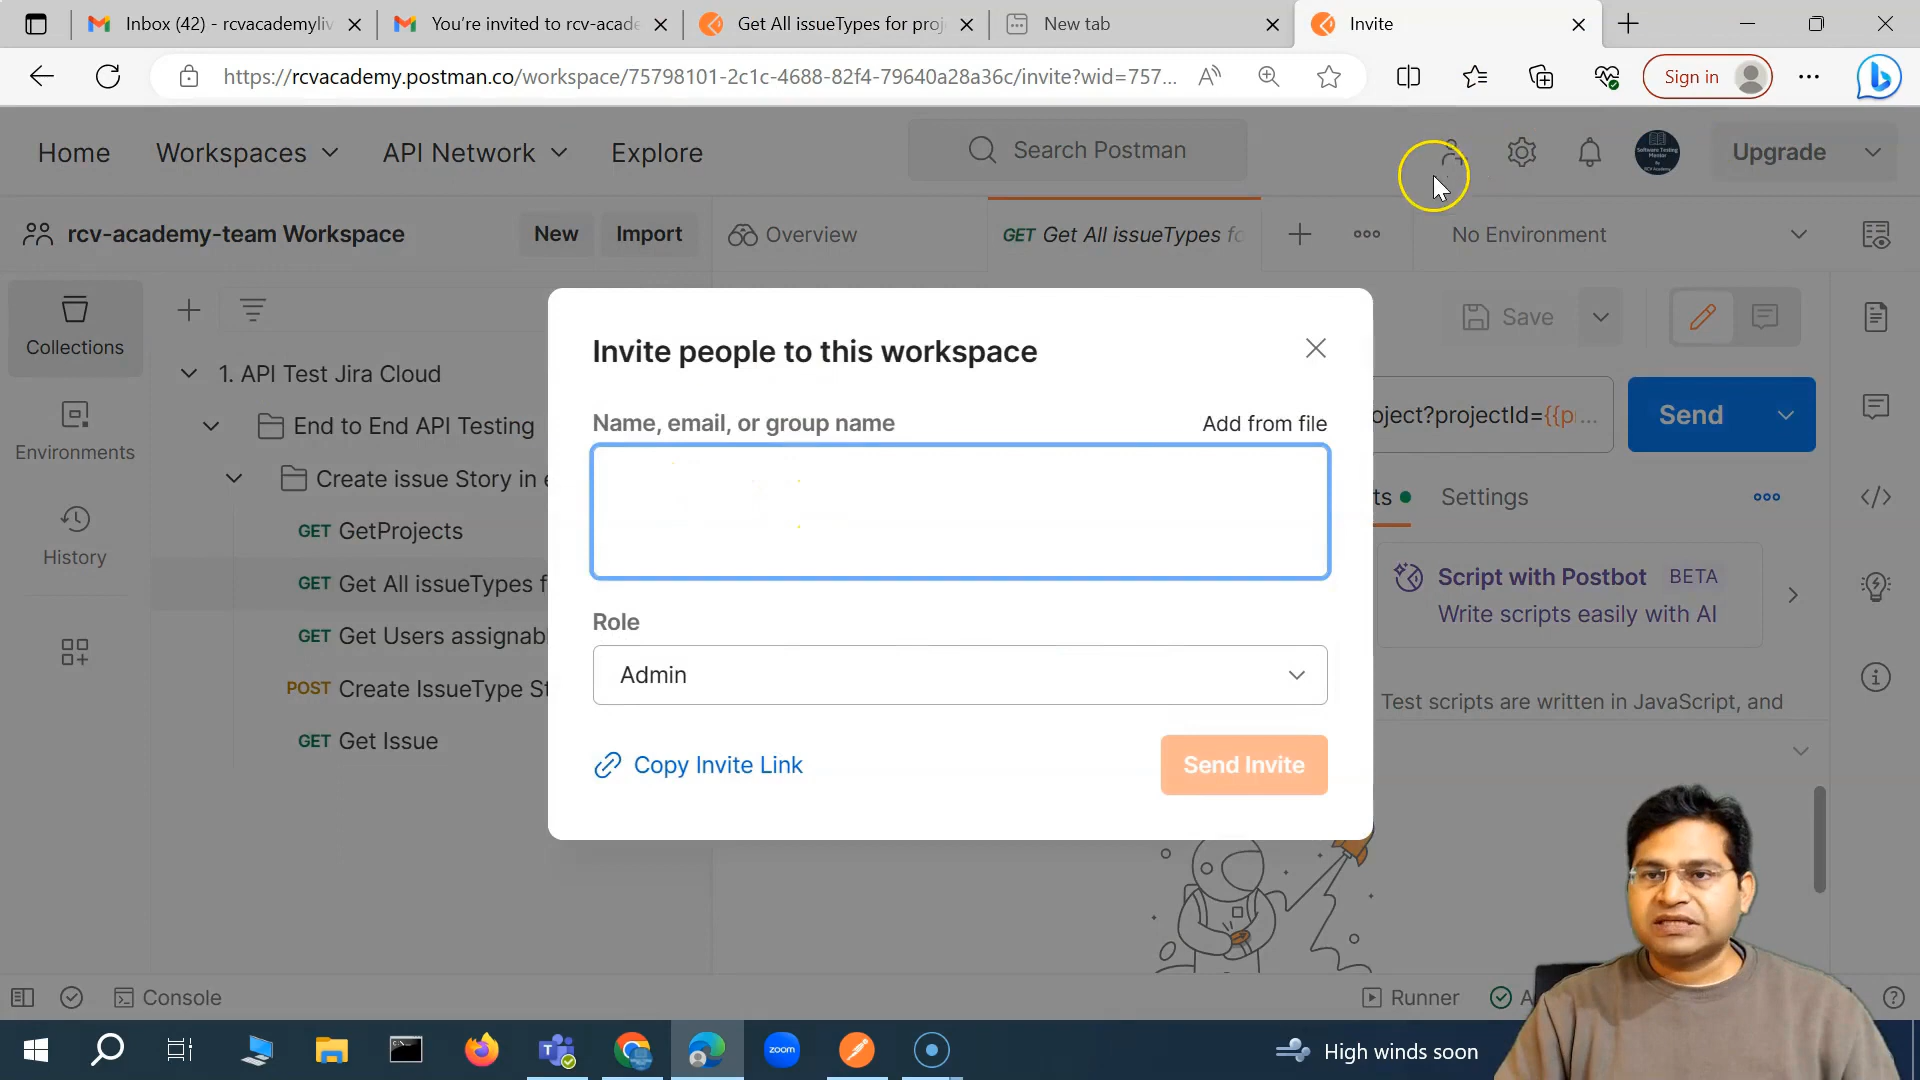 Inbox (42) - rcvacademyliv
You're invited to rcv-acade
Get All issueTypes for proj
New tab
Invite
https://rcvacademy.postman.co/workspace/75798101-2c1c-4688-82f4-79640a28a36c/invite?wid=757...
Sign in
Home
Workspaces
API Network
Explore
Search Postman
Upgrade
rcv-academy-team Workspace
New
Import
Overview
GET Get All issueTypes fo
No Environment
Collections
Environments
History
1. API Test Jira Cloud
End to End API Testing
Create issue Story in e
GET GetProjects
GET Get All issueTypes f
GET Get Users assignab
POST Create IssueType St
GET Get Issue
Save
oject?projectId={{p...
Send
ts
Settings
Script with Postbot BETA
Write scripts easily with AI
Test scripts are written in JavaScript, and
Invite people to this workspace
Name, email, or group name
Add from file
Role
Admin
Copy Invite Link
Send Invite
Console
Runner
zoom
High winds soon